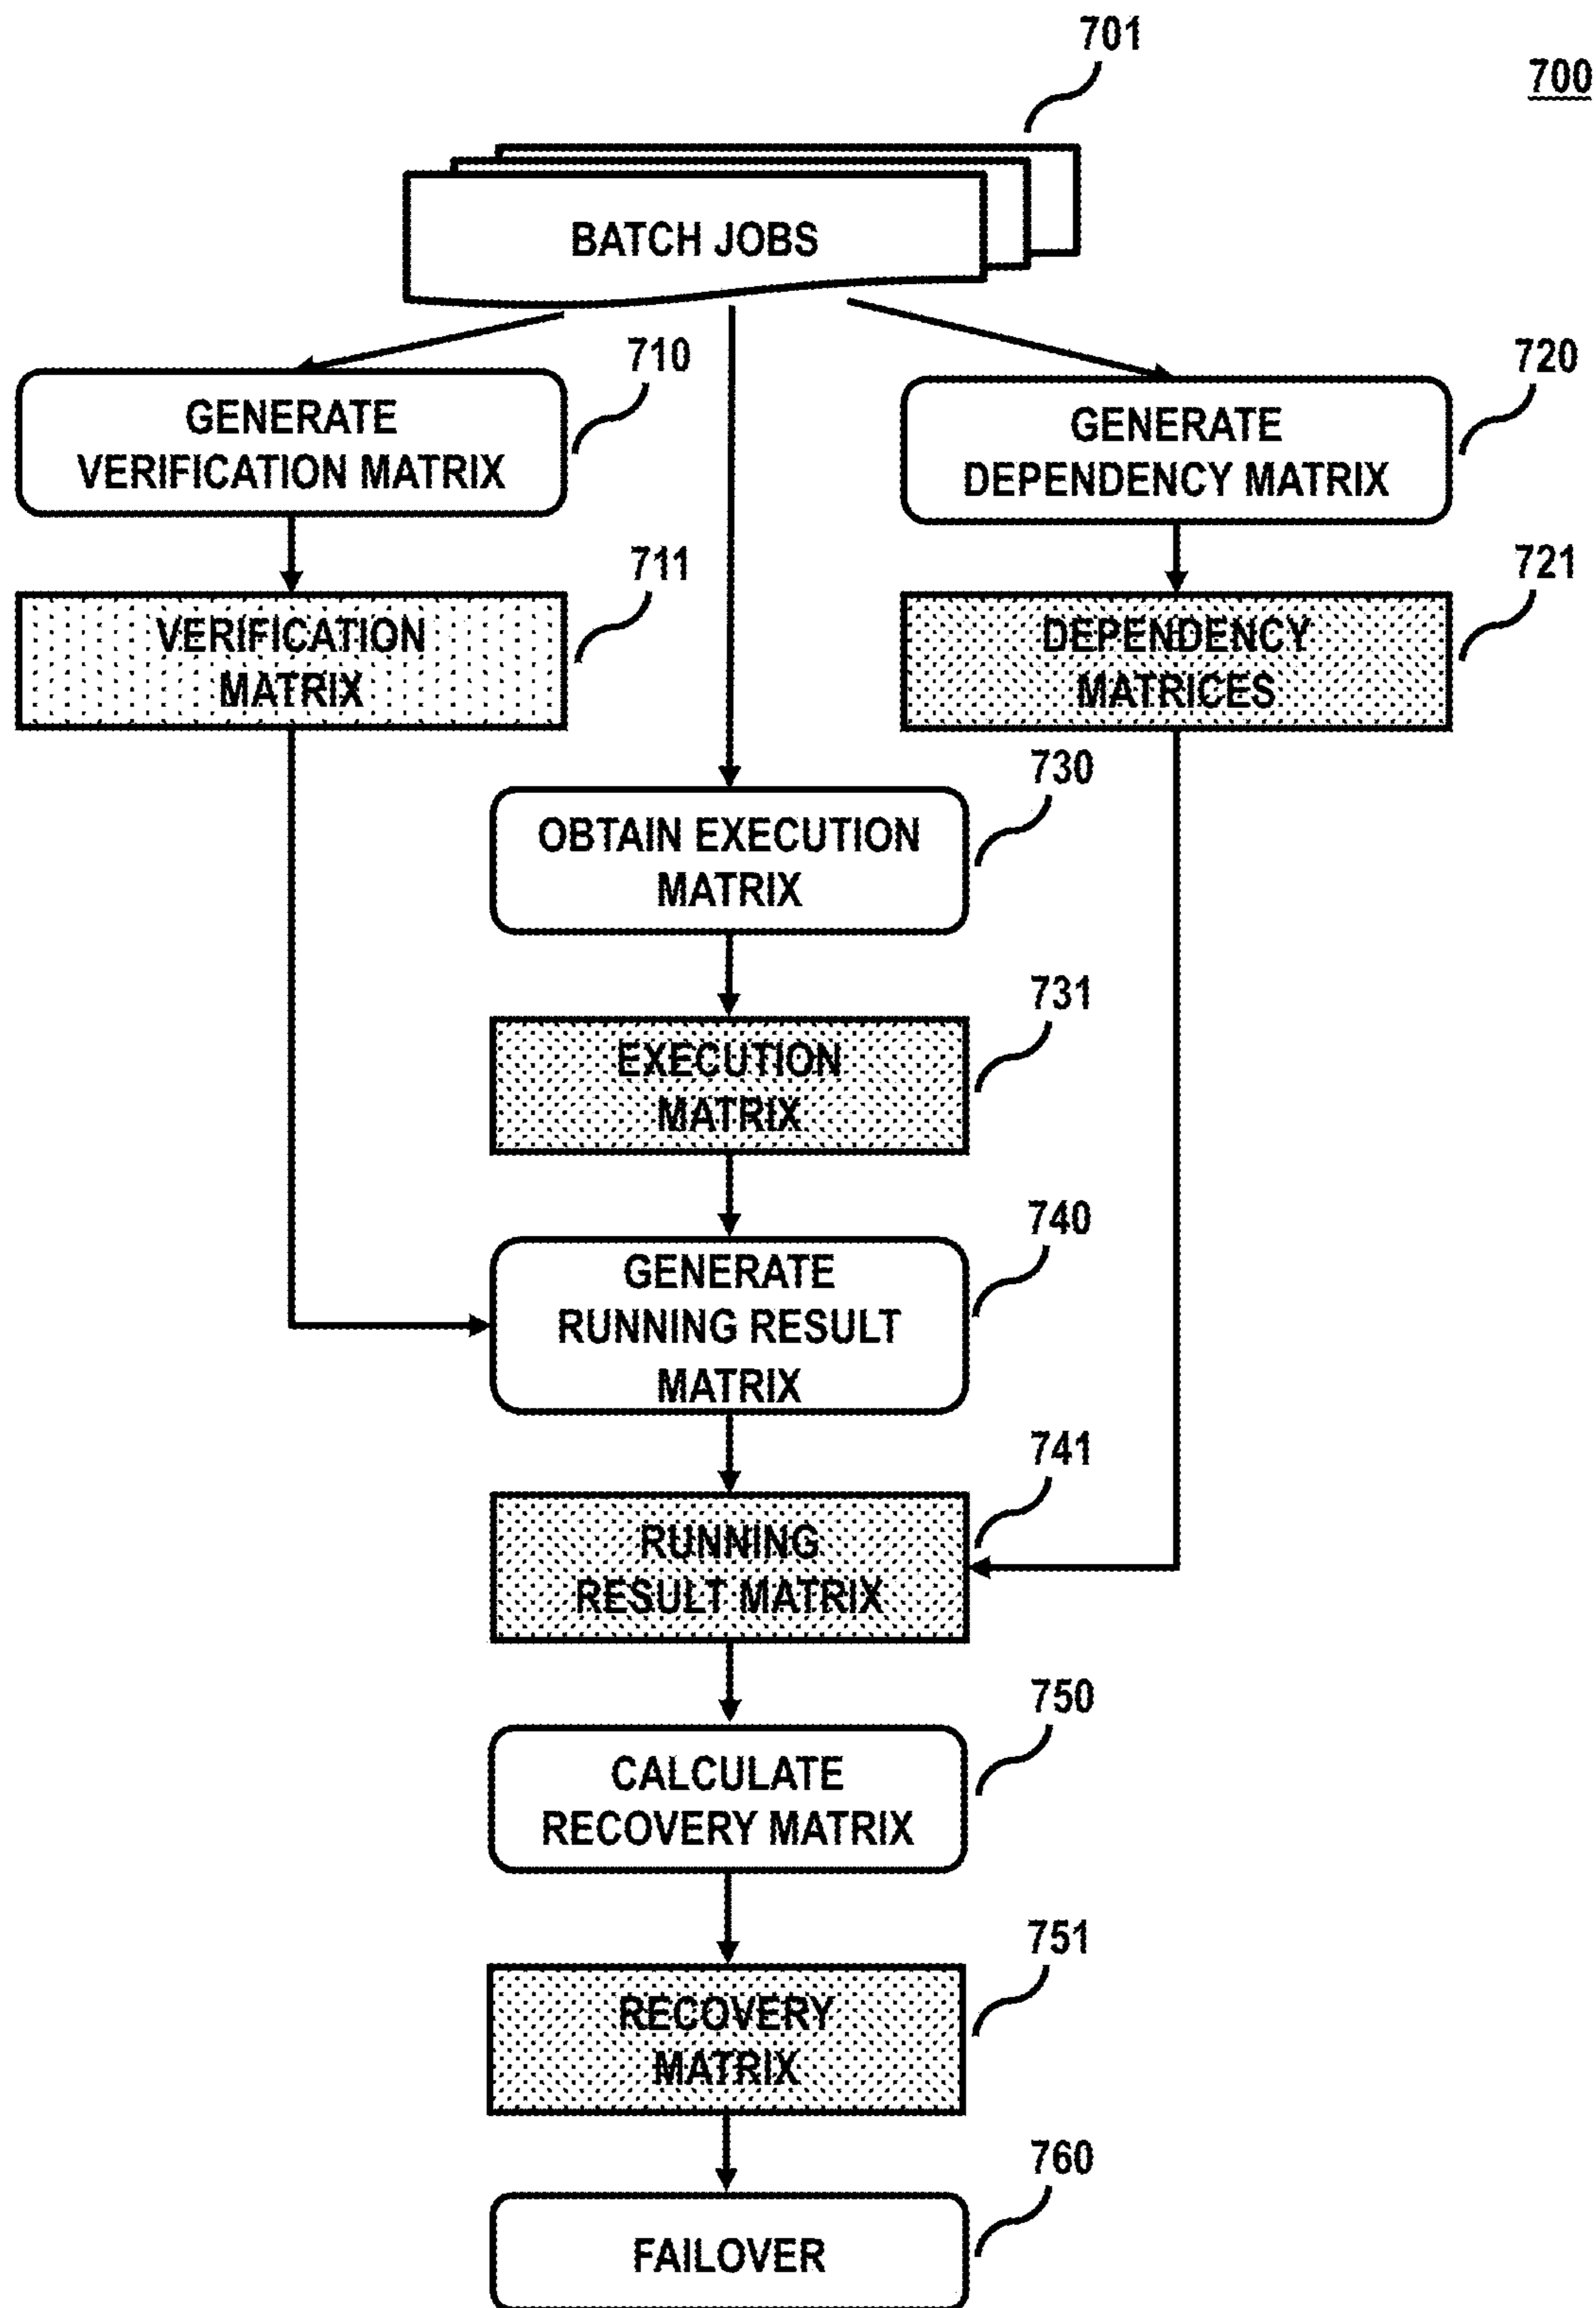 701
700
BATCH JOBS
710
720
GENERATE
VERIFICATION MATRIX
GENERATE
DEPENDENCY MATRIX
711
721
VERIFICATION
MATRIX
DEPENDENCY
MATRICES
730
OBTAIN EXECUTION
MATRIX
731
EXECUTION
MATRIX
740
GENERATE
RUNNING RESULT
MATRIX
741
RUNNING
RESULT MATRIX
750
CALCULATE
RECOVERY MATRIX
751
RECOVERY
MATRIX
760
FAILOVER